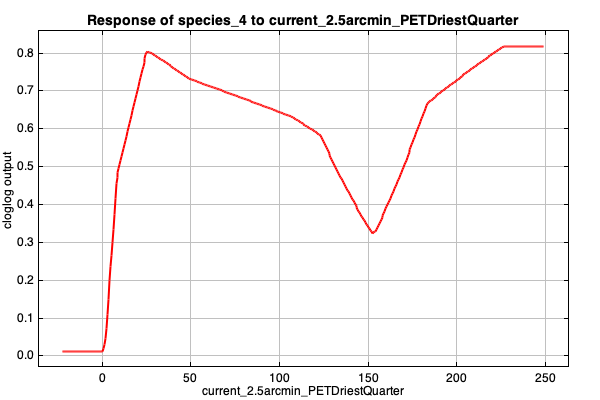 Response of species_4 to current_2.5arcmin_PETDriestQuarter
cloglog output
0.8
0.7
0.6
0.5
0.4
0.3
0.2
0.1
0.0
0 50 100 150 200 250
current_2.5arcmin_PETDriestQuarter